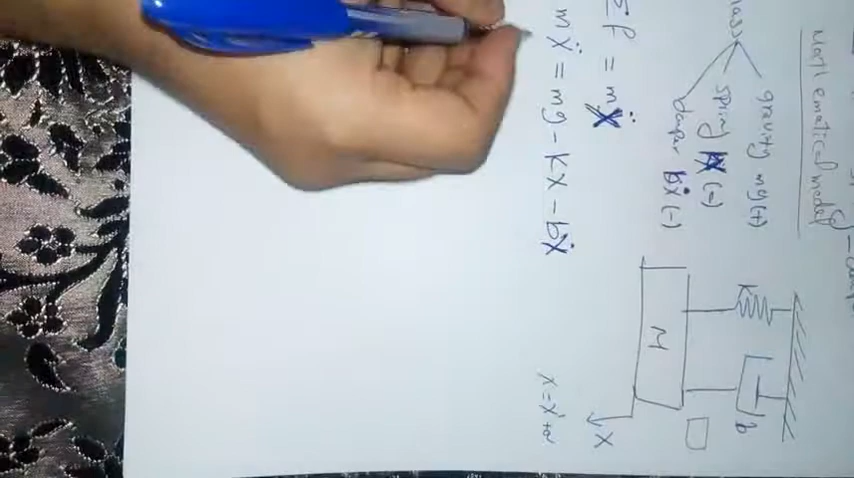 Mathematical model
mass
gravity mg (+)
spring kx (-)
damper bẋ (-)
ΣF = mẍ
mẍ = mg - kx - bẋ
K
b
M
x